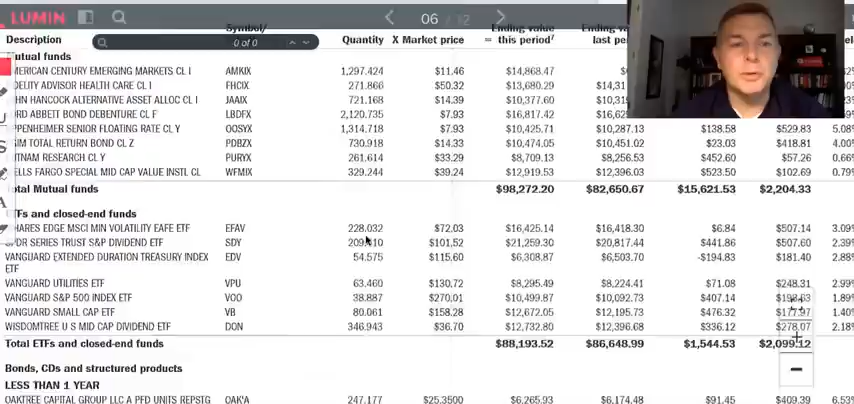 LUMIN
06 / 12
Description Symbol/ Quantity X Market price Ending value = this period⁷ Ending va last per
0 of 0
Mutual funds
MERICAN CENTURY EMERGING MARKETS CL I AMKIX 1,297.424 $11.46 $14,868.47
DELITY ADVISOR HEALTH CARE CL I FHCIX 271.866 $50.32 $13,680.29 $14,31
HN HANCOCK ALTERNATIVE ASSET ALLOC CL I JAAIX 721.168 $14.39 $10,377.60 $10,31
RD ABBETT BOND DEBENTURE CL F LBDFX 2,120.735 $7.93 $16,817.42 $16,62
PPENHEIMER SENIOR FLOATING RATE CL Y OOSYX 1,314.718 $7.93 $10,425.71 $10,287.13 $138.58 $529.83 5.08
GIM TOTAL RETURN BOND CL Z PDBZX 730.918 $14.33 $10,474.05 $10,451.02 $23.03 $418.81 4.00
UTNAM RESEARCH CL Y PURYX 261.614 $33.29 $8,709.13 $8,256.53 $452.60 $57.26 0.66
ELLS FARGO SPECIAL MID CAP VALUE INSTL CL WFMIX 329.244 $39.24 $12,919.53 $12,396.03 $523.50 $102.69 0.79
Total Mutual funds $98,272.20 $82,650.67 $15,621.53 $2,204.33
ETFs and closed-end funds
HARES EDGE MSCI MIN VOLATILITY EAFE ETF EFAV 228.032 $72.03 $16,425.14 $16,418.30 $6.84 $507.14 3.09
PDR SERIES TRUST S&P DIVIDEND ETF SDY $101.52 $21,259.30 $20,817.44 $441.86 $507.60 2.39
VANGUARD EXTENDED DURATION TREASURY INDEX EDV 54.575 $115.60 $6,308.87 $6,503.70 -$194.83 $181.40 2.88
ETF
VANGUARD UTILITIES ETF VPU 63.460 $130.72 $8,295.49 $8,224.41 $71.08 $248.31 2.99
VANGUARD S&P 500 INDEX ETF VOO 38.887 $270.01 $10,499.87 $10,092.73 $407.14 1.89
VANGUARD SMALL CAP ETF VB 80.061 $158.28 $12,672.05 $12,195.73 $476.32 $177.97 1.40
WISDOMTREE U S MID CAP DIVIDEND ETF DON 346.943 $36.70 $12,732.80 $12,396.68 $336.12 $278.07 2.18
Total ETFs and closed-end funds $88,193.52 $86,648.99 $1,544.53 $2,099.12
Bonds, CDs and structured products
LESS THAN 1 YEAR
OAKTREE CAPITAL GROUP LLC A PFD UNITS REPSTG OAK'A 247.177 $25.3500 $6,265.93 $6,174.48 $91.45 $409.39 6.53